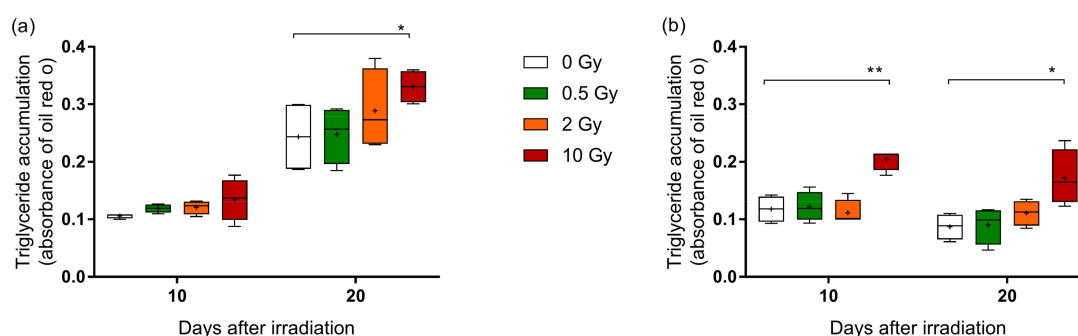 (a)
Triglyceride accumulation
(absorbance of oil red o)
0.4
0.3
0.2
0.1
0.0
*
10
20
Days after irradiation
0 Gy
0.5 Gy
2 Gy
10 Gy
(b)
Triglyceride accumulation
(absorbance of oil red o)
0.4
0.3
0.2
0.1
0.0
**
*
10
20
Days after irradiation